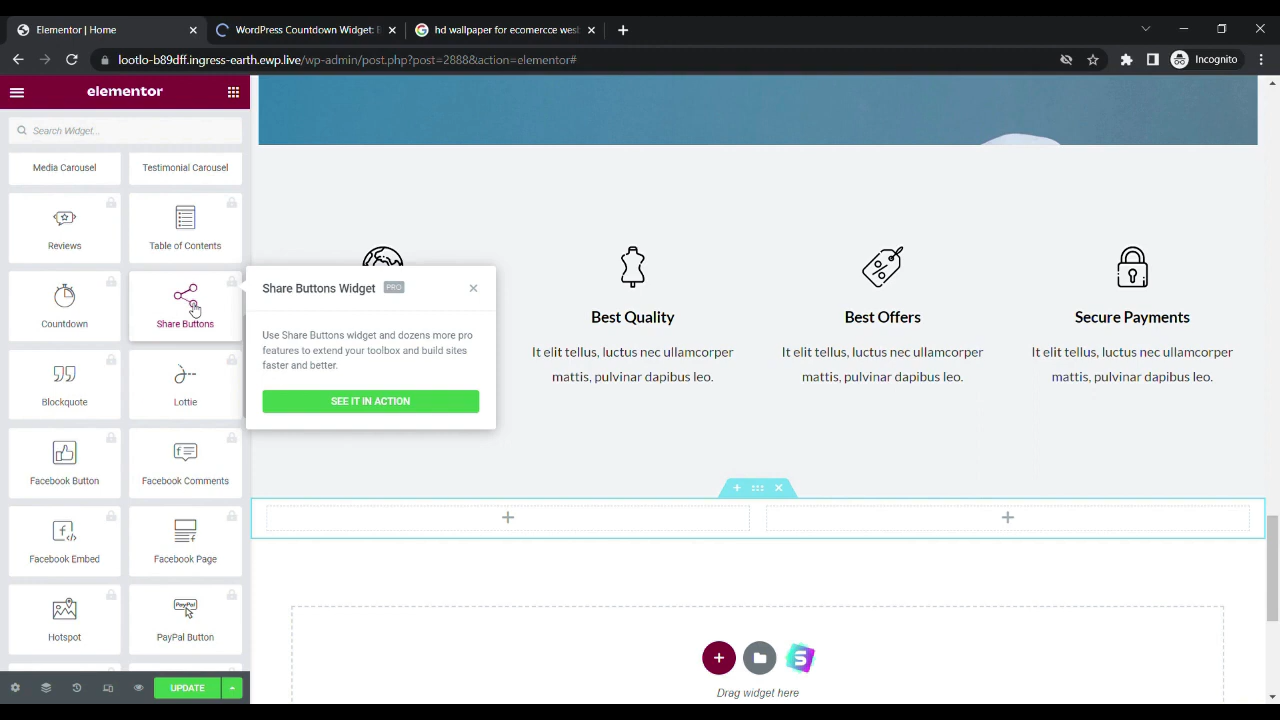 Elementor | Home
WordPress Countdown Widget: E
hd wallpaper for ecomercce west
lootlo-b89dff.ingress-earth.ewp.live/wp-admin/post.php?post=2888&action=elementor#
Incognito
elementor
Search Widget...
Media Carousel
Testimonial Carousel
Reviews
Table of Contents
Countdown
Share Buttons
Blockquote
Lottie
Facebook Button
Facebook Comments
Facebook Embed
Facebook Page
Hotspot
PayPal
PayPal Button
UPDATE
Share Buttons Widget PRO
Use Share Buttons widget and dozens more pro
features to extend your toolbox and build sites
faster and better.
SEE IT IN ACTION
Best Quality
It elit tellus, luctus nec ullamcorper
mattis, pulvinar dapibus leo.
Best Offers
It elit tellus, luctus nec ullamcorper
mattis, pulvinar dapibus leo.
Secure Payments
It elit tellus, luctus nec ullamcorper
mattis, pulvinar dapibus leo.
Drag widget here